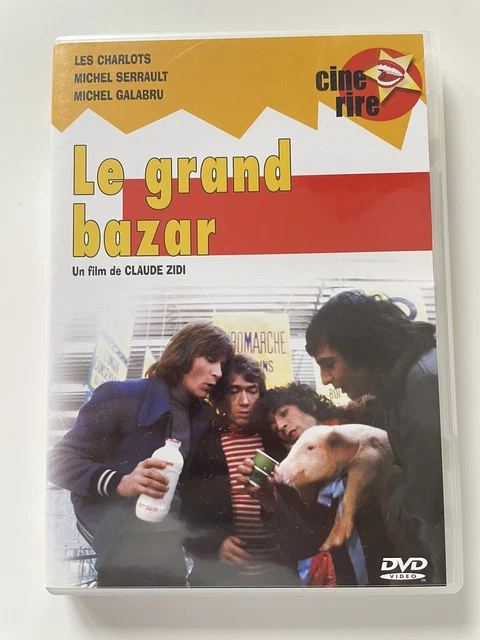 LES CHARLOTS
MICHEL SERRAULT
MICHEL GALABRU
cine
rire
Le grand
bazar
Un film de CLAUDE ZIDI
DVD
VIDEO